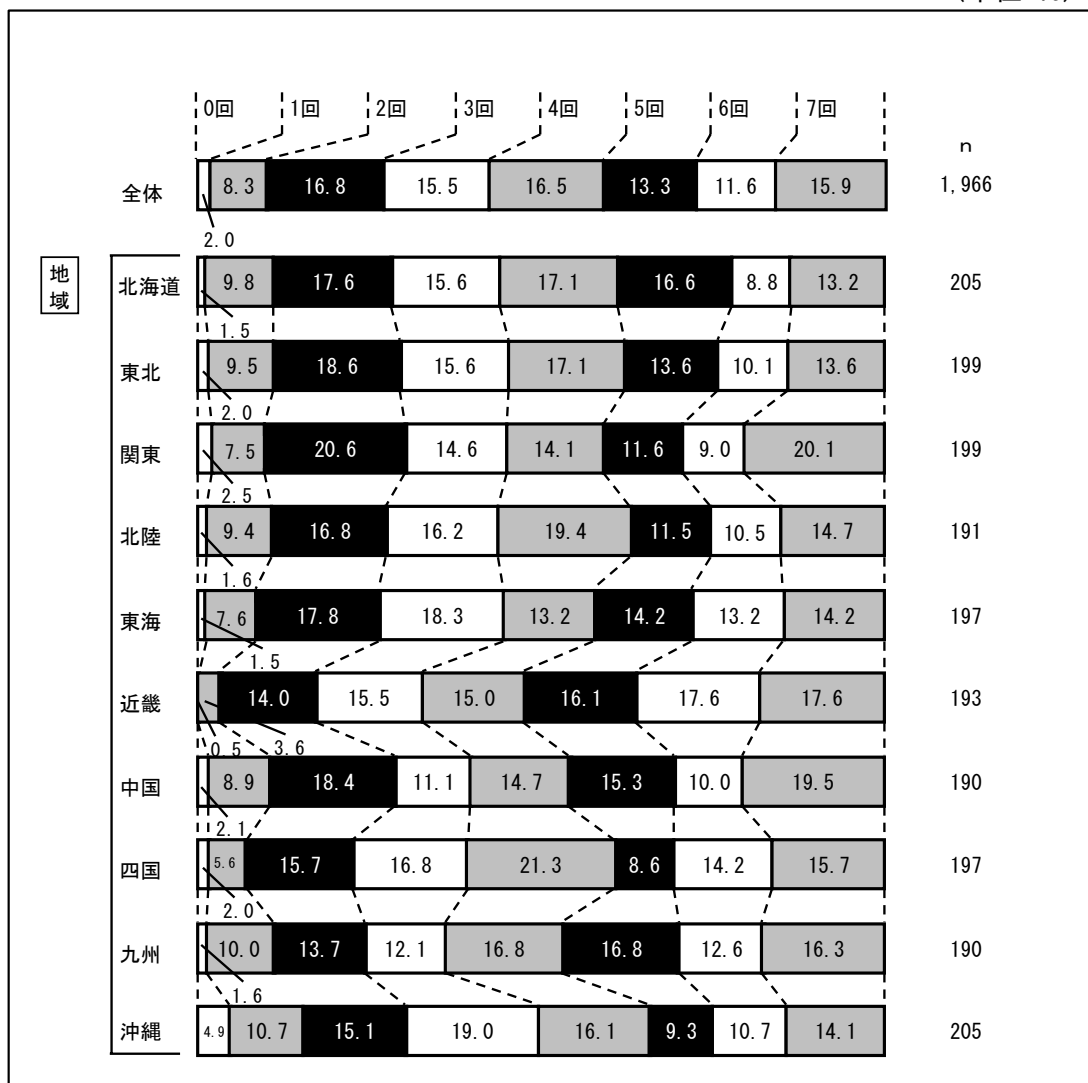 0回 1回 2回 3回 4回 5回 6回 7回
n
全体 8.3 16.8 15.5 16.5 13.3 11.6 15.9 1,966
2.0
地域
北海道 9.8 17.6 15.6 17.1 16.6 8.8 13.2 205
1.5
東北 9.5 18.6 15.6 17.1 13.6 10.1 13.6 199
2.0
関東 7.5 20.6 14.6 14.1 11.6 9.0 20.1 199
2.5
北陸 9.4 16.8 16.2 19.4 11.5 10.5 14.7 191
1.6
東海 7.6 17.8 18.3 13.2 14.2 13.2 14.2 197
1.5
近畿 14.0 15.5 15.0 16.1 17.6 17.6 193
0.5 3.6
中国 8.9 18.4 11.1 14.7 15.3 10.0 19.5 190
2.1
四国 5.6 15.7 16.8 21.3 8.6 14.2 15.7 197
2.0
九州 10.0 13.7 12.1 16.8 16.8 12.6 16.3 190
1.6
沖縄 4.9 10.7 15.1 19.0 16.1 9.3 10.7 14.1 205